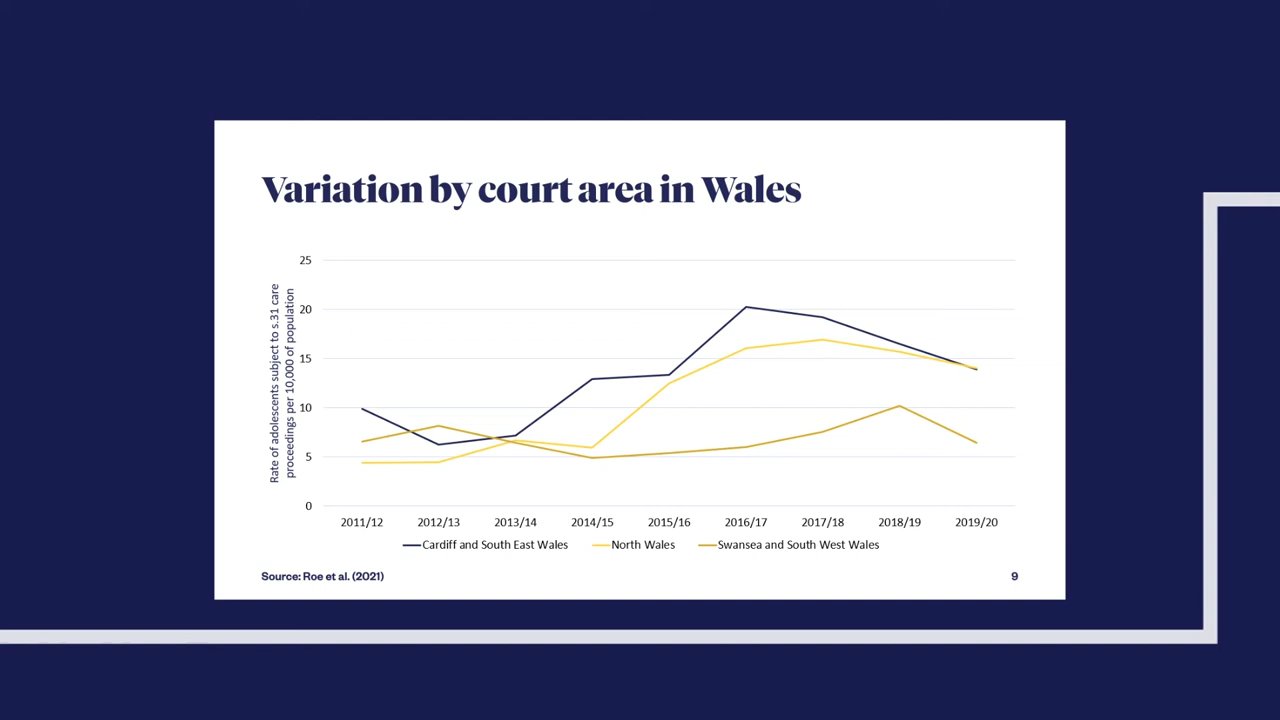 Variation by court area in Wales
Rate of adolescents subject to s.31 care
proceedings per 10,000 of population
25
20
15
10
5
0
2011/12 2012/13 2013/14 2014/15 2015/16 2016/17 2017/18 2018/19 2019/20
Cardiff and South East Wales North Wales Swansea and South West Wales
Source: Roe et al. (2021) 9